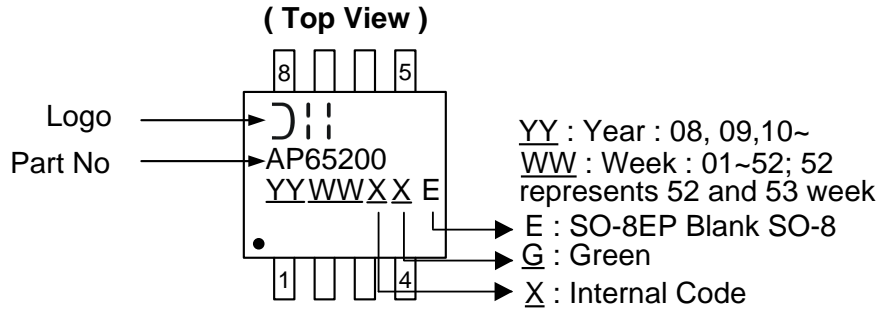 ( Top View )
8 5
Logo
Part No
AP65200
YY WW X X E
1 4
YY : Year : 08, 09,10~
WW : Week : 01~52; 52
represents 52 and 53 week
E : SO-8EP Blank SO-8
G : Green
X : Internal Code